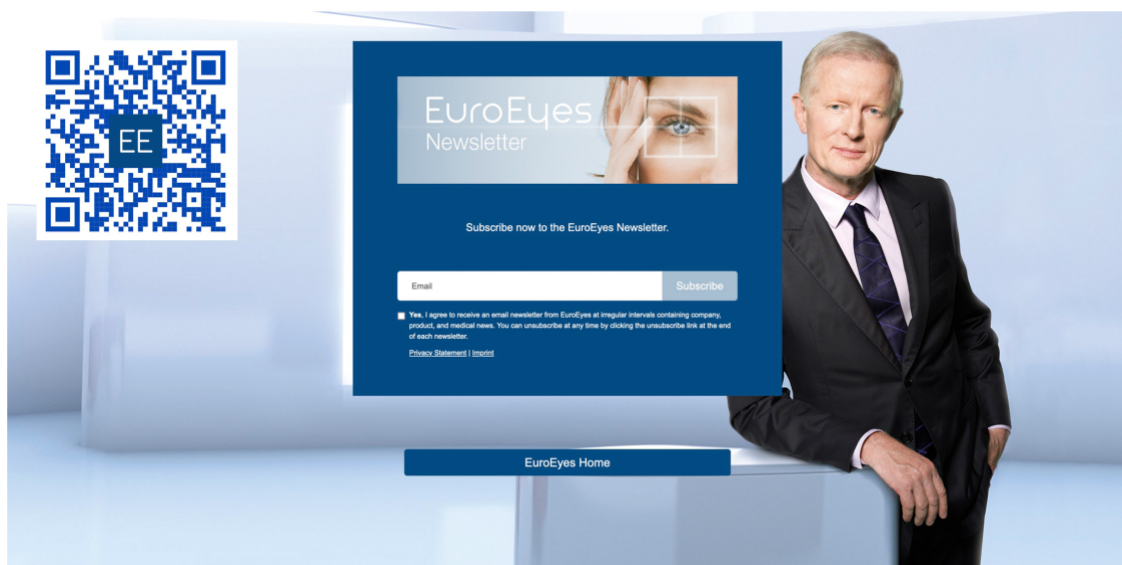 EE
EuroEyes
Newsletter
Subscribe now to the EuroEyes Newsletter.
Email
Subscribe
Yes, I agree to receive an email newsletter from EuroEyes at irregular intervals containing company,
product, and medical news. You can unsubscribe at any time by clicking the unsubscribe link at the end
of each newsletter.
Privacy Statement | Imprint
EuroEyes Home